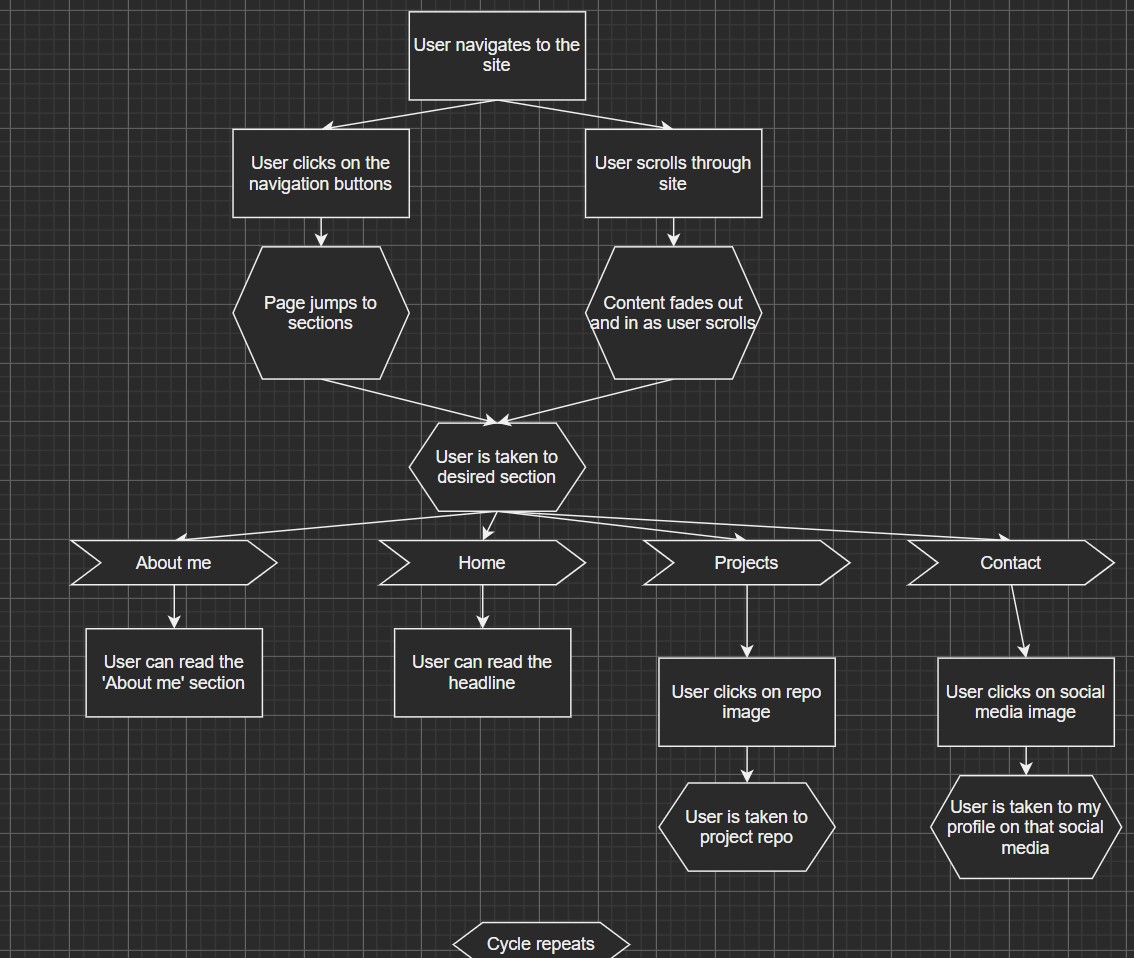 User navigates to the
site
User clicks on the
navigation buttons
User scrolls through
site
Page jumps to
sections
Content fades out
and in as user scrolls
User is taken to
desired section
About me
Home
Projects
Contact
User can read the
'About me' section
User can read the
headline
User clicks on repo
image
User clicks on social
media image
User is taken to
project repo
User is taken to my
profile on that social
media
Cycle repeats